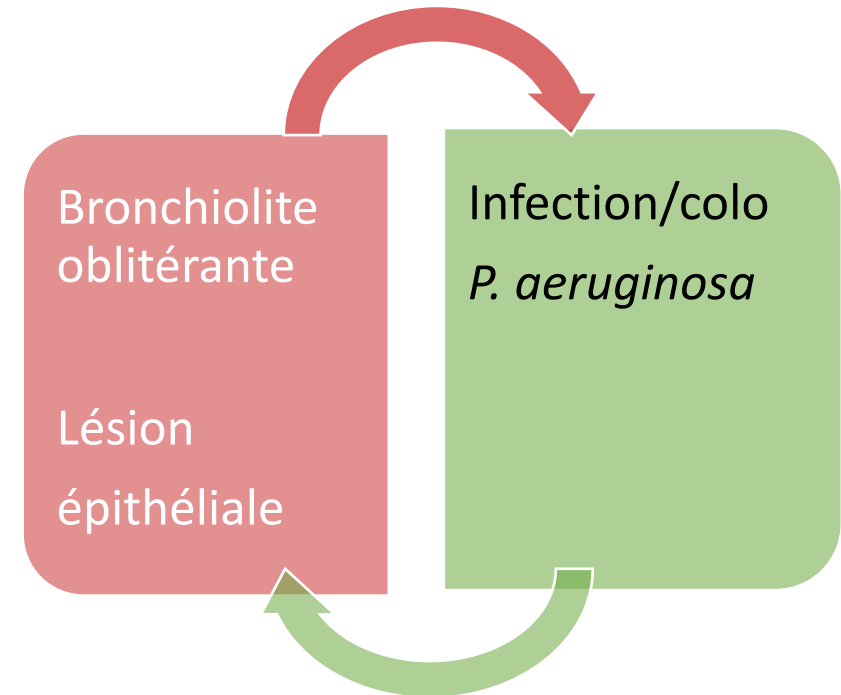 Bronchiolite
oblitérante
Lésion
épithéliale
Infection/colo
P. aeruginosa